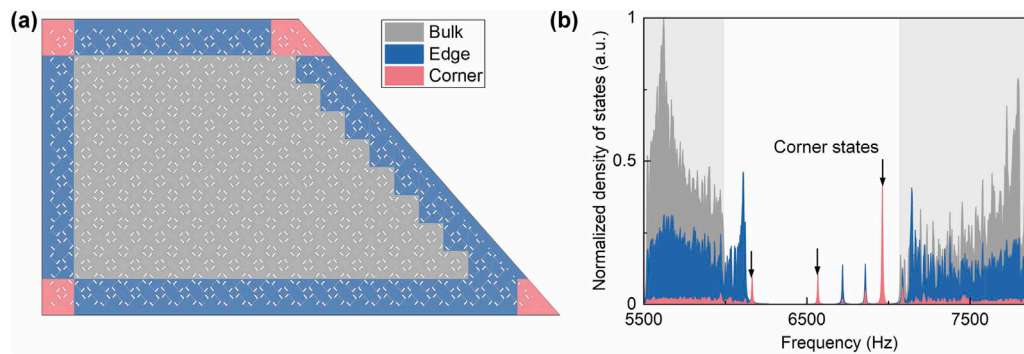 (a)
Bulk
Edge
Corner
(b)
Normalized density of states (a.u.)
1
0.5
0
Corner states
5500
6500
7500
Frequency (Hz)